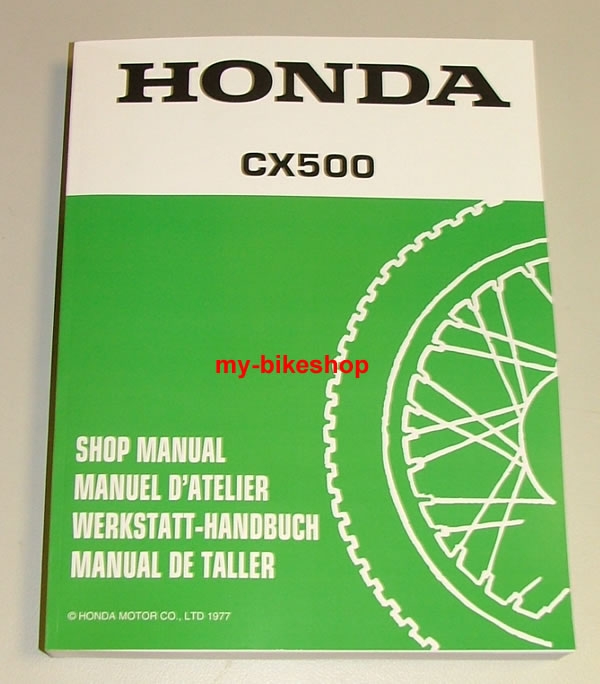 HONDA
CX500
my-bikeshop
SHOP MANUAL
MANUEL D'ATELIER
WERKSTATT-HANDBUCH
MANUAL DE TALLER
© HONDA MOTOR CO., LTD 1977